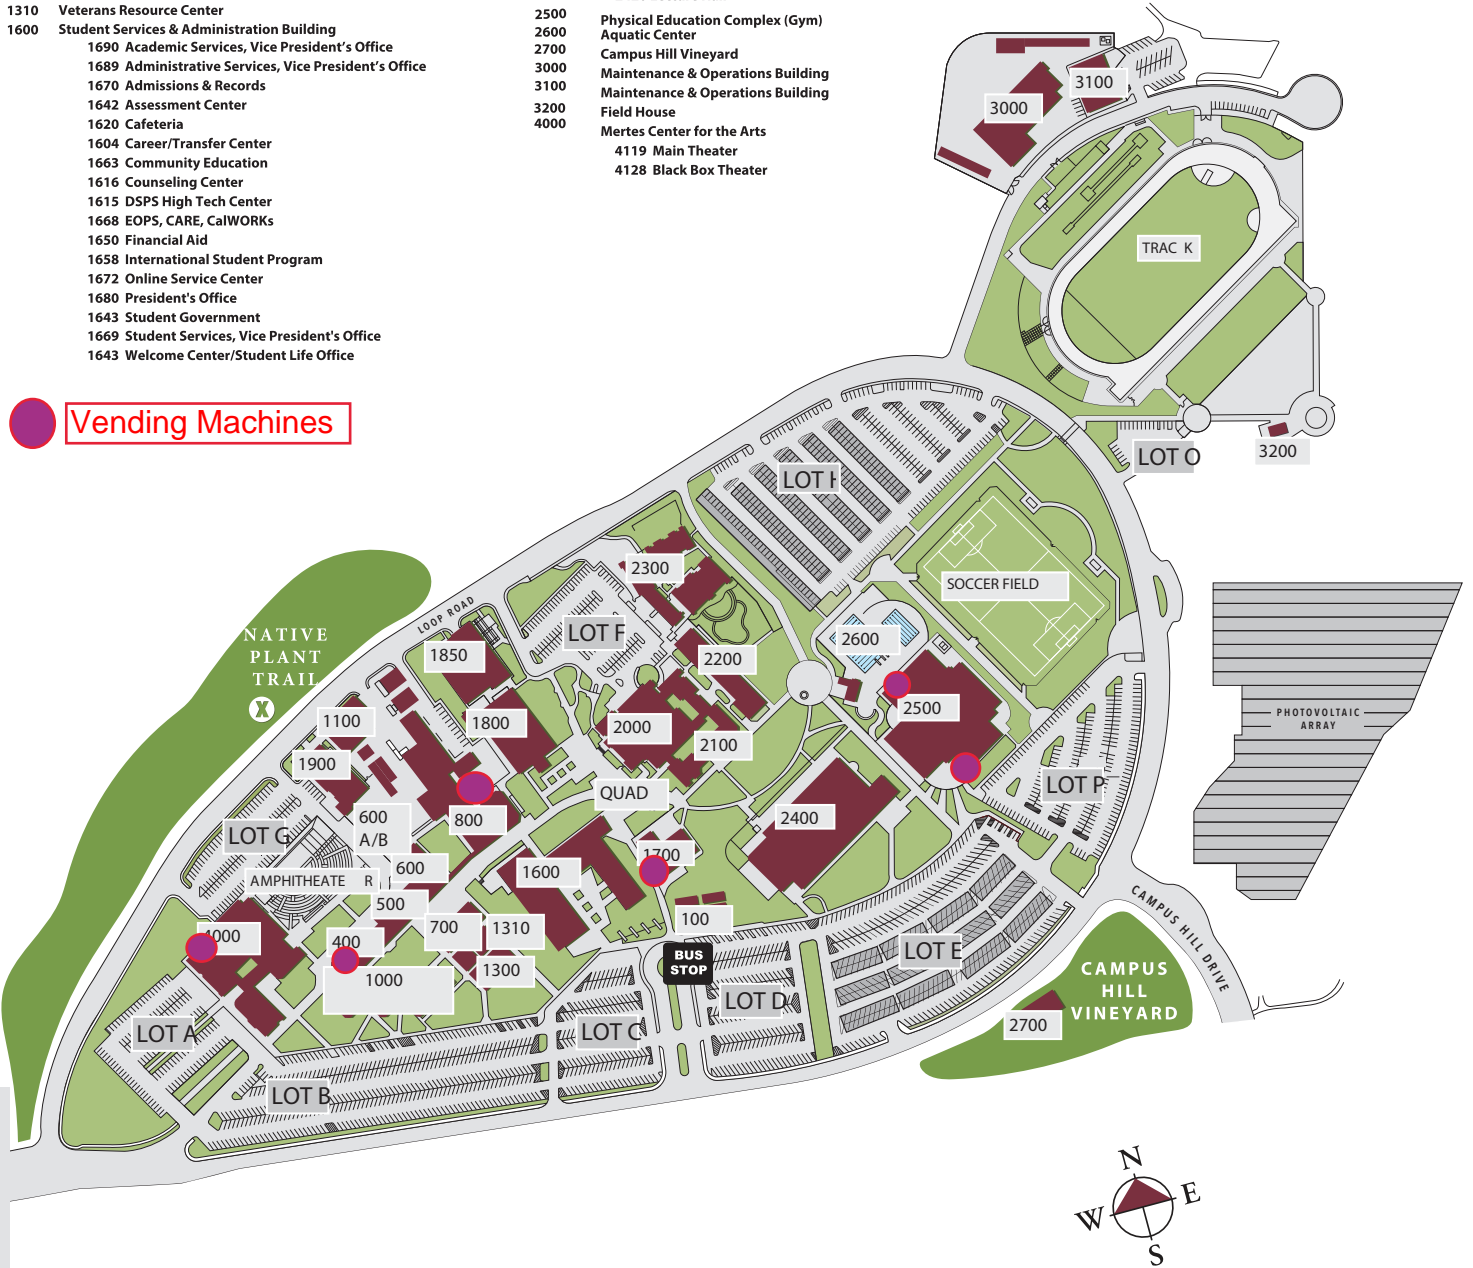 1310 Veterans Resource Center
1600 Student Services & Administration Building
1690 Academic Services, Vice President's Office
1689 Administrative Services, Vice President's Office
1670 Admissions & Records
1642 Assessment Center
1620 Cafeteria
1604 Career/Transfer Center
1663 Community Education
1616 Counseling Center
1615 DSPS High Tech Center
1668 EOPS, CARE, CalWORKs
1650 Financial Aid
1658 International Student Program
1672 Online Service Center
1680 President's Office
1643 Student Government
1669 Student Services, Vice President's Office
1643 Welcome Center/Student Life Office
2500 Physical Education Complex (Gym)
2600 Aquatic Center
2700 Campus Hill Vineyard
3000 Maintenance & Operations Building
3100 Maintenance & Operations Building
3200 Field House
4000 Mertes Center for the Arts
4119 Main Theater
4128 Black Box Theater
Vending Machines
3100
3000
TRAC K
LOT O
3200
LOT H
SOCCER FIELD
2300
LOT F
LOOP ROAD
NATIVE
PLANT
TRAIL
X
1850
2600
2200
2500
1100
1800
2000
2100
1900
PHOTOVOLTAIC
ARRAY
QUAD
LOT P
600
A/B
800
2400
LOT G
1700
600
1600
AMPHITHEATE R
500
4000
400
700
1310
100
1000
1300
BUS
STOP
LOT E
CAMPUS HILL DRIVE
CAMPUS
HILL
VINEYARD
2700
LOT D
LOT A
LOT C
LOT B
N
W
E
S